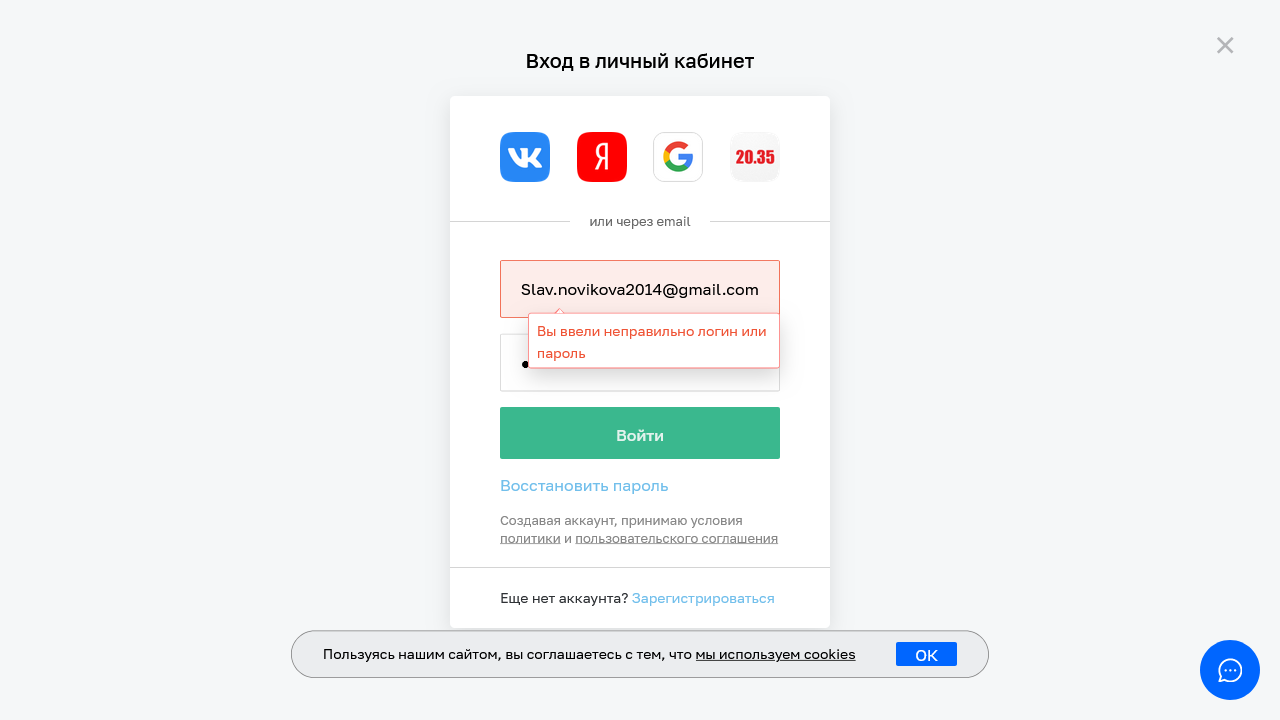 Вход в личный кабинет
Я
20.35
или через email
Slav.novikova2014@gmail.com
Вы ввели неправильно логин или
пароль
Войти
Восстановить пароль
Создавая аккаунт, принимаю условия
политики и пользовательского соглашения
Еще нет аккаунта? Зарегистрироваться
Пользуясь нашим сайтом, вы соглашаетесь с тем, что мы используем cookies
OK